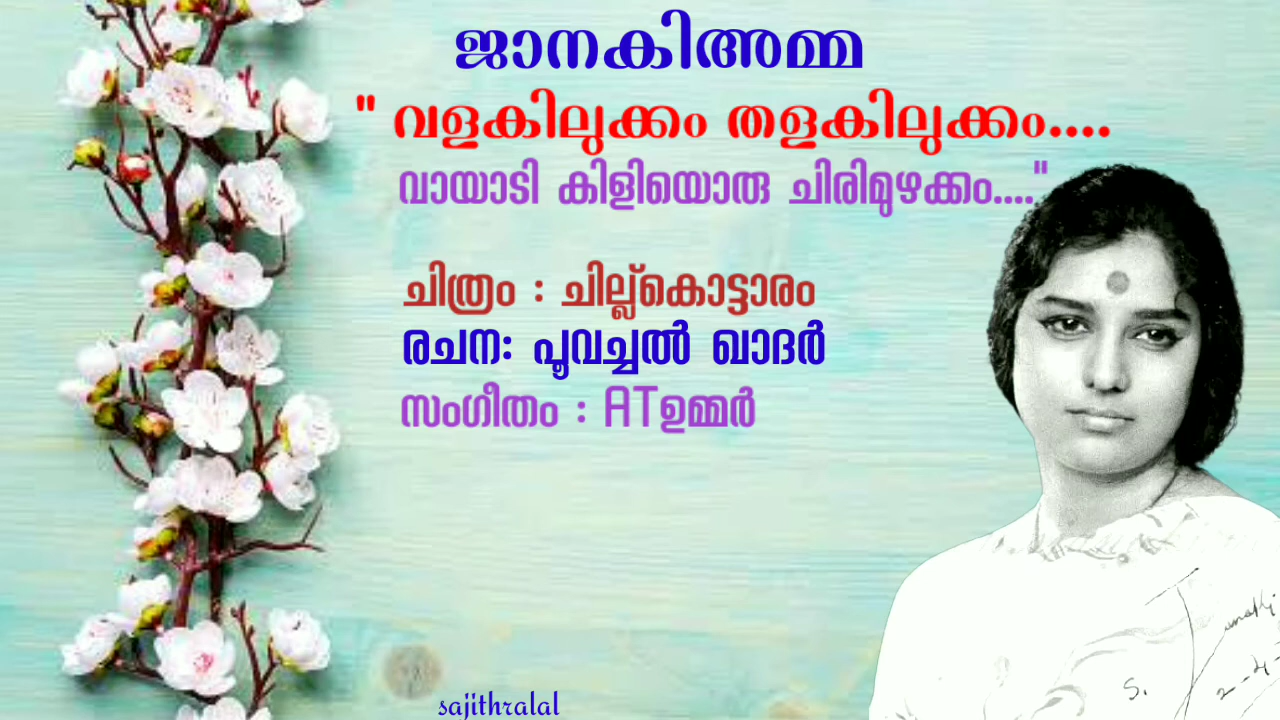 ജാനകിഅമ്മ
" വളകിലുക്കം തളകിലുക്കം....
വായാടി കിളിയൊരു ചിരിമുഴക്കം...."
ചിത്രം : ചില്ല്കൊട്ടാരം
രചന: പൂവച്ചൽ ഖാദർ
സംഗീതം : ATഉമ്മർ
S.
sajithralal